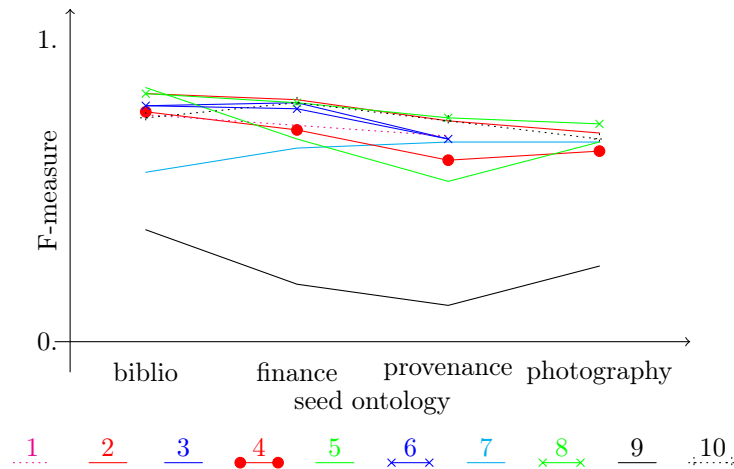 1.
F-measure
0.
biblio finance provenance photography
seed ontology
1 2 3 4 5 6 7 8 9 10